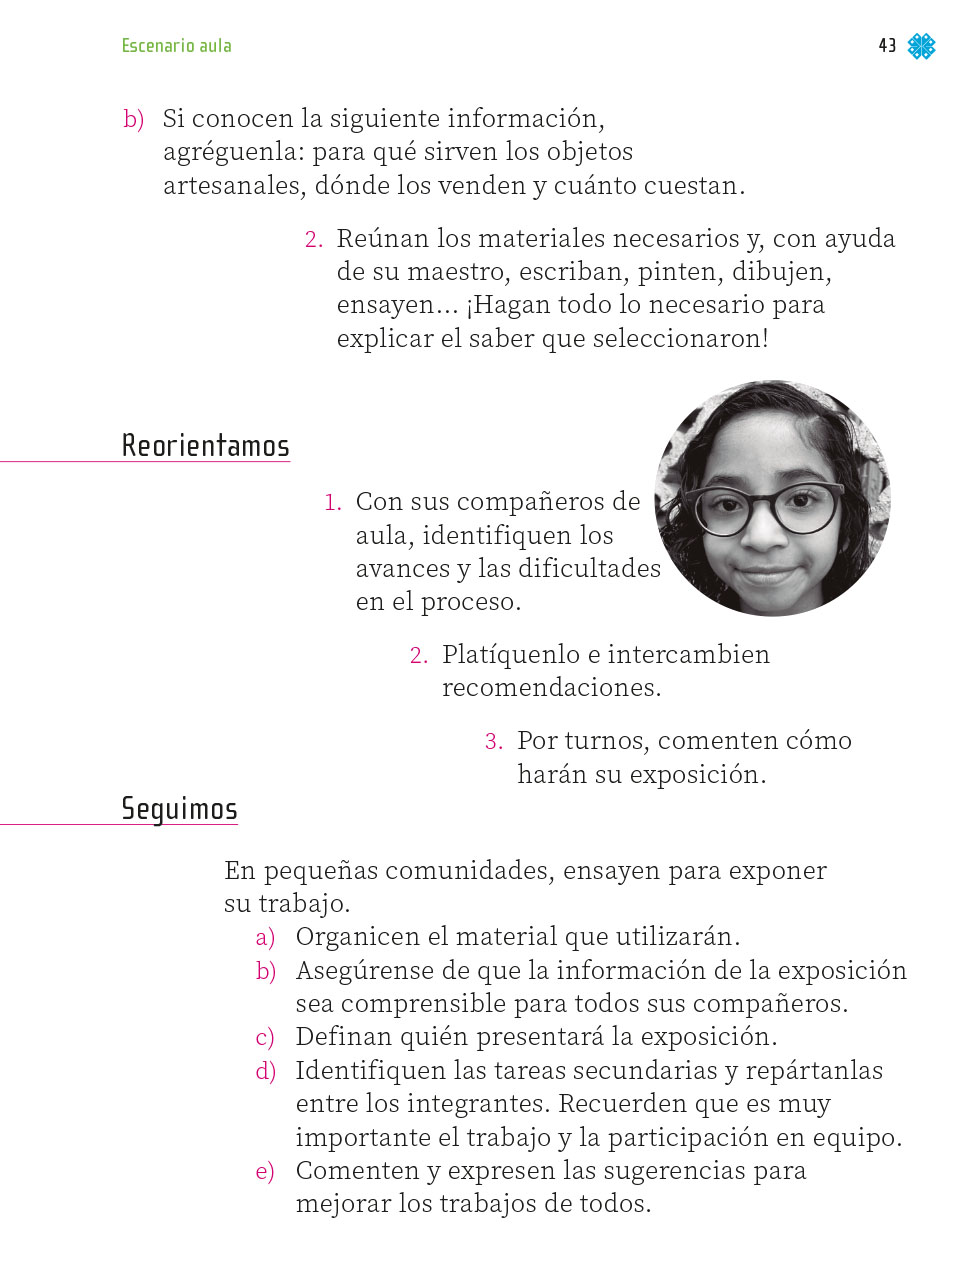 Escenario aula
43
b) Si conocen la siguiente información,
agréguenla: para qué sirven los objetos
artesanales, dónde los venden y cuánto cuestan.
2. Reúnan los materiales necesarios y, con ayuda
de su maestro, escriban, pinten, dibujen,
ensayen... ¡Hagan todo lo necesario para
explicar el saber que seleccionaron!
Reorientamos
1. Con sus compañeros de
aula, identifiquen los
avances y las dificultades
en el proceso.
2. Platíquenlo e intercambien
recomendaciones.
3. Por turnos, comenten cómo
harán su exposición.
Seguimos
En pequeñas comunidades, ensayen para exponer
su trabajo.
a) Organicen el material que utilizarán.
b) Asegúrense de que la información de la exposición
sea comprensible para todos sus compañeros.
c) Definan quién presentará la exposición.
d) Identifiquen las tareas secundarias y repártanlas
entre los integrantes. Recuerden que es muy
importante el trabajo y la participación en equipo.
e) Comenten y expresen las sugerencias para
mejorar los trabajos de todos.